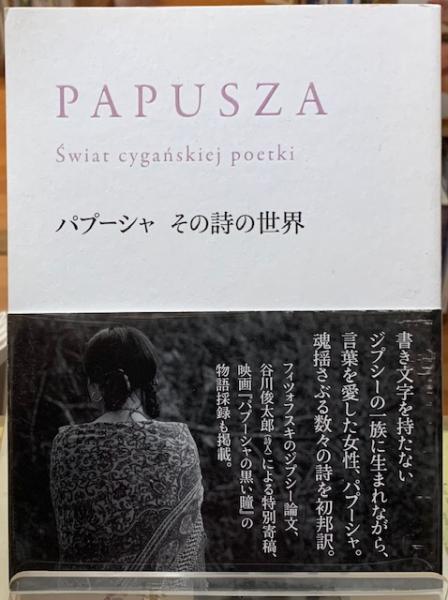 PAPUSZA
Świat cygańskiej poetki
パプーシャ その詩の世界
書き文字を持たない
ジプシーの一族に生まれながら、
言葉を愛した女性、パプーシャ。
魂揺さぶる数々の詩を初邦訳。
フィツォフスキのジプシー論文、
谷川俊太郎(詩人)による特別寄稿、
映画『パプーシャの黒い瞳』の
物語採録も掲載。